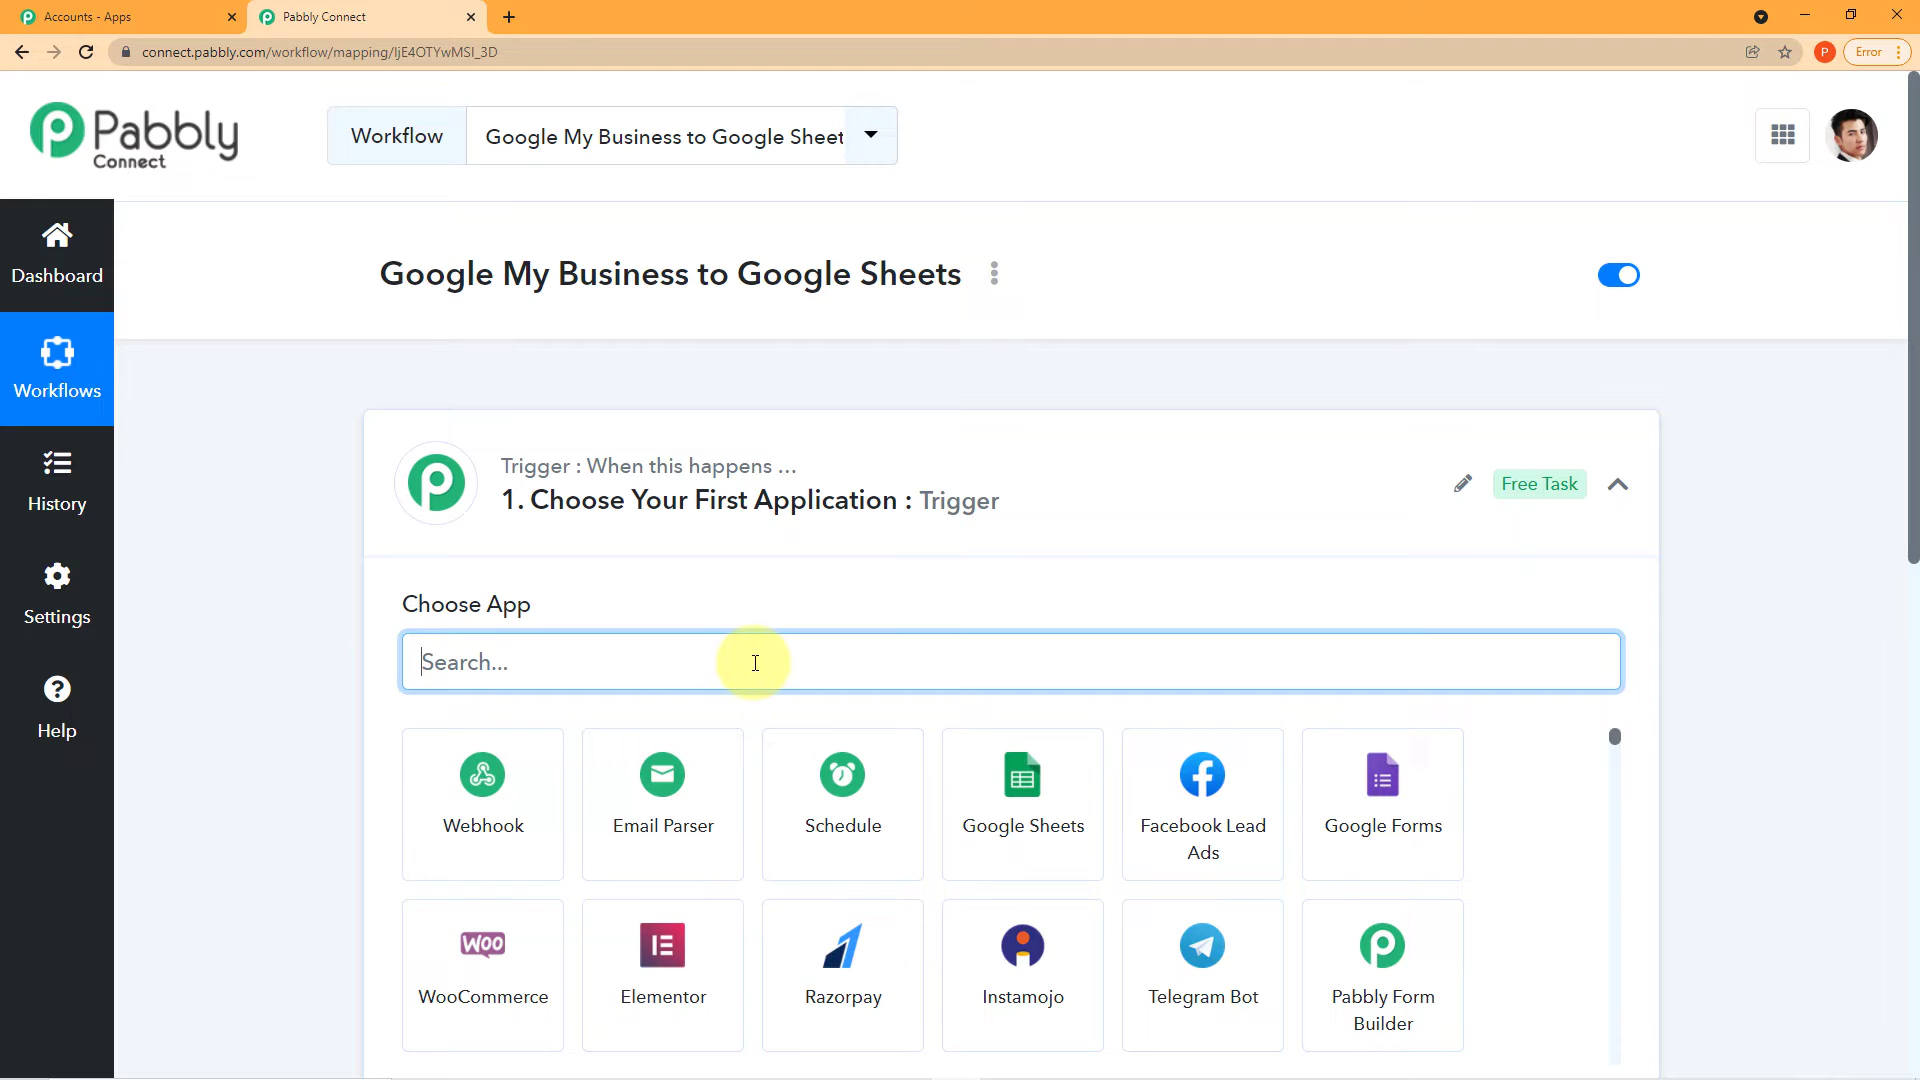 Accounts - Apps
Pabbly Connect
connect.pabbly.com/workflow/mapping/IjE4OTYwMSI_3D
P
Error
Pabbly
Connect
Workflow
Google My Business to Google Sheet
Dashboard
Workflows
History
Settings
Help
Google My Business to Google Sheets
Trigger : When this happens ...
1. Choose Your First Application : Trigger
Free Task
Choose App
Search...
Webhook
Email Parser
Schedule
Google Sheets
Facebook Lead
Ads
Google Forms
WOO
WooCommerce
Elementor
Razorpay
Instamojo
Telegram Bot
Pabbly Form
Builder